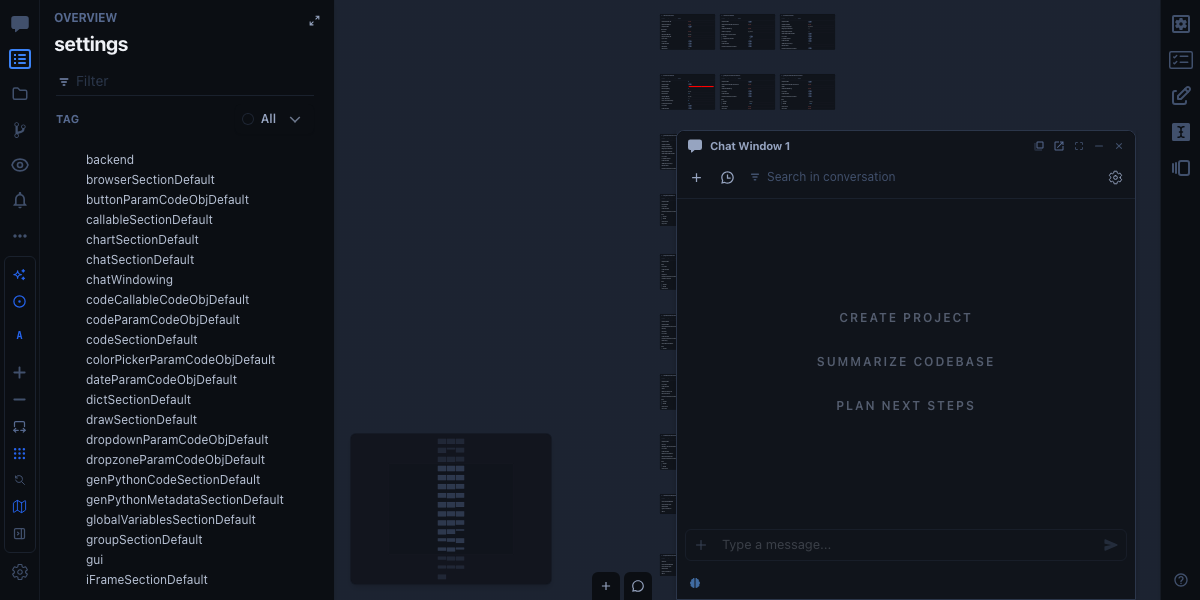 OVERVIEW
settings
Filter
TAG
All
backend
browserSectionDefault
buttonParamCodeObjDefault
callableSectionDefault
chartSectionDefault
chatSectionDefault
chatWindowing
codeCallableCodeObjDefault
codeParamCodeObjDefault
codeSectionDefault
colorPickerParamCodeObjDefault
dateParamCodeObjDefault
dictSectionDefault
drawSectionDefault
dropdownParamCodeObjDefault
dropzoneParamCodeObjDefault
genPythonCodeSectionDefault
genPythonMetadataSectionDefault
globalVariablesSectionDefault
groupSectionDefault
gui
iFrameSectionDefault
A
Chat Window 1
Search in conversation
CREATE PROJECT
SUMMARIZE CODEBASE
PLAN NEXT STEPS
Type a message...